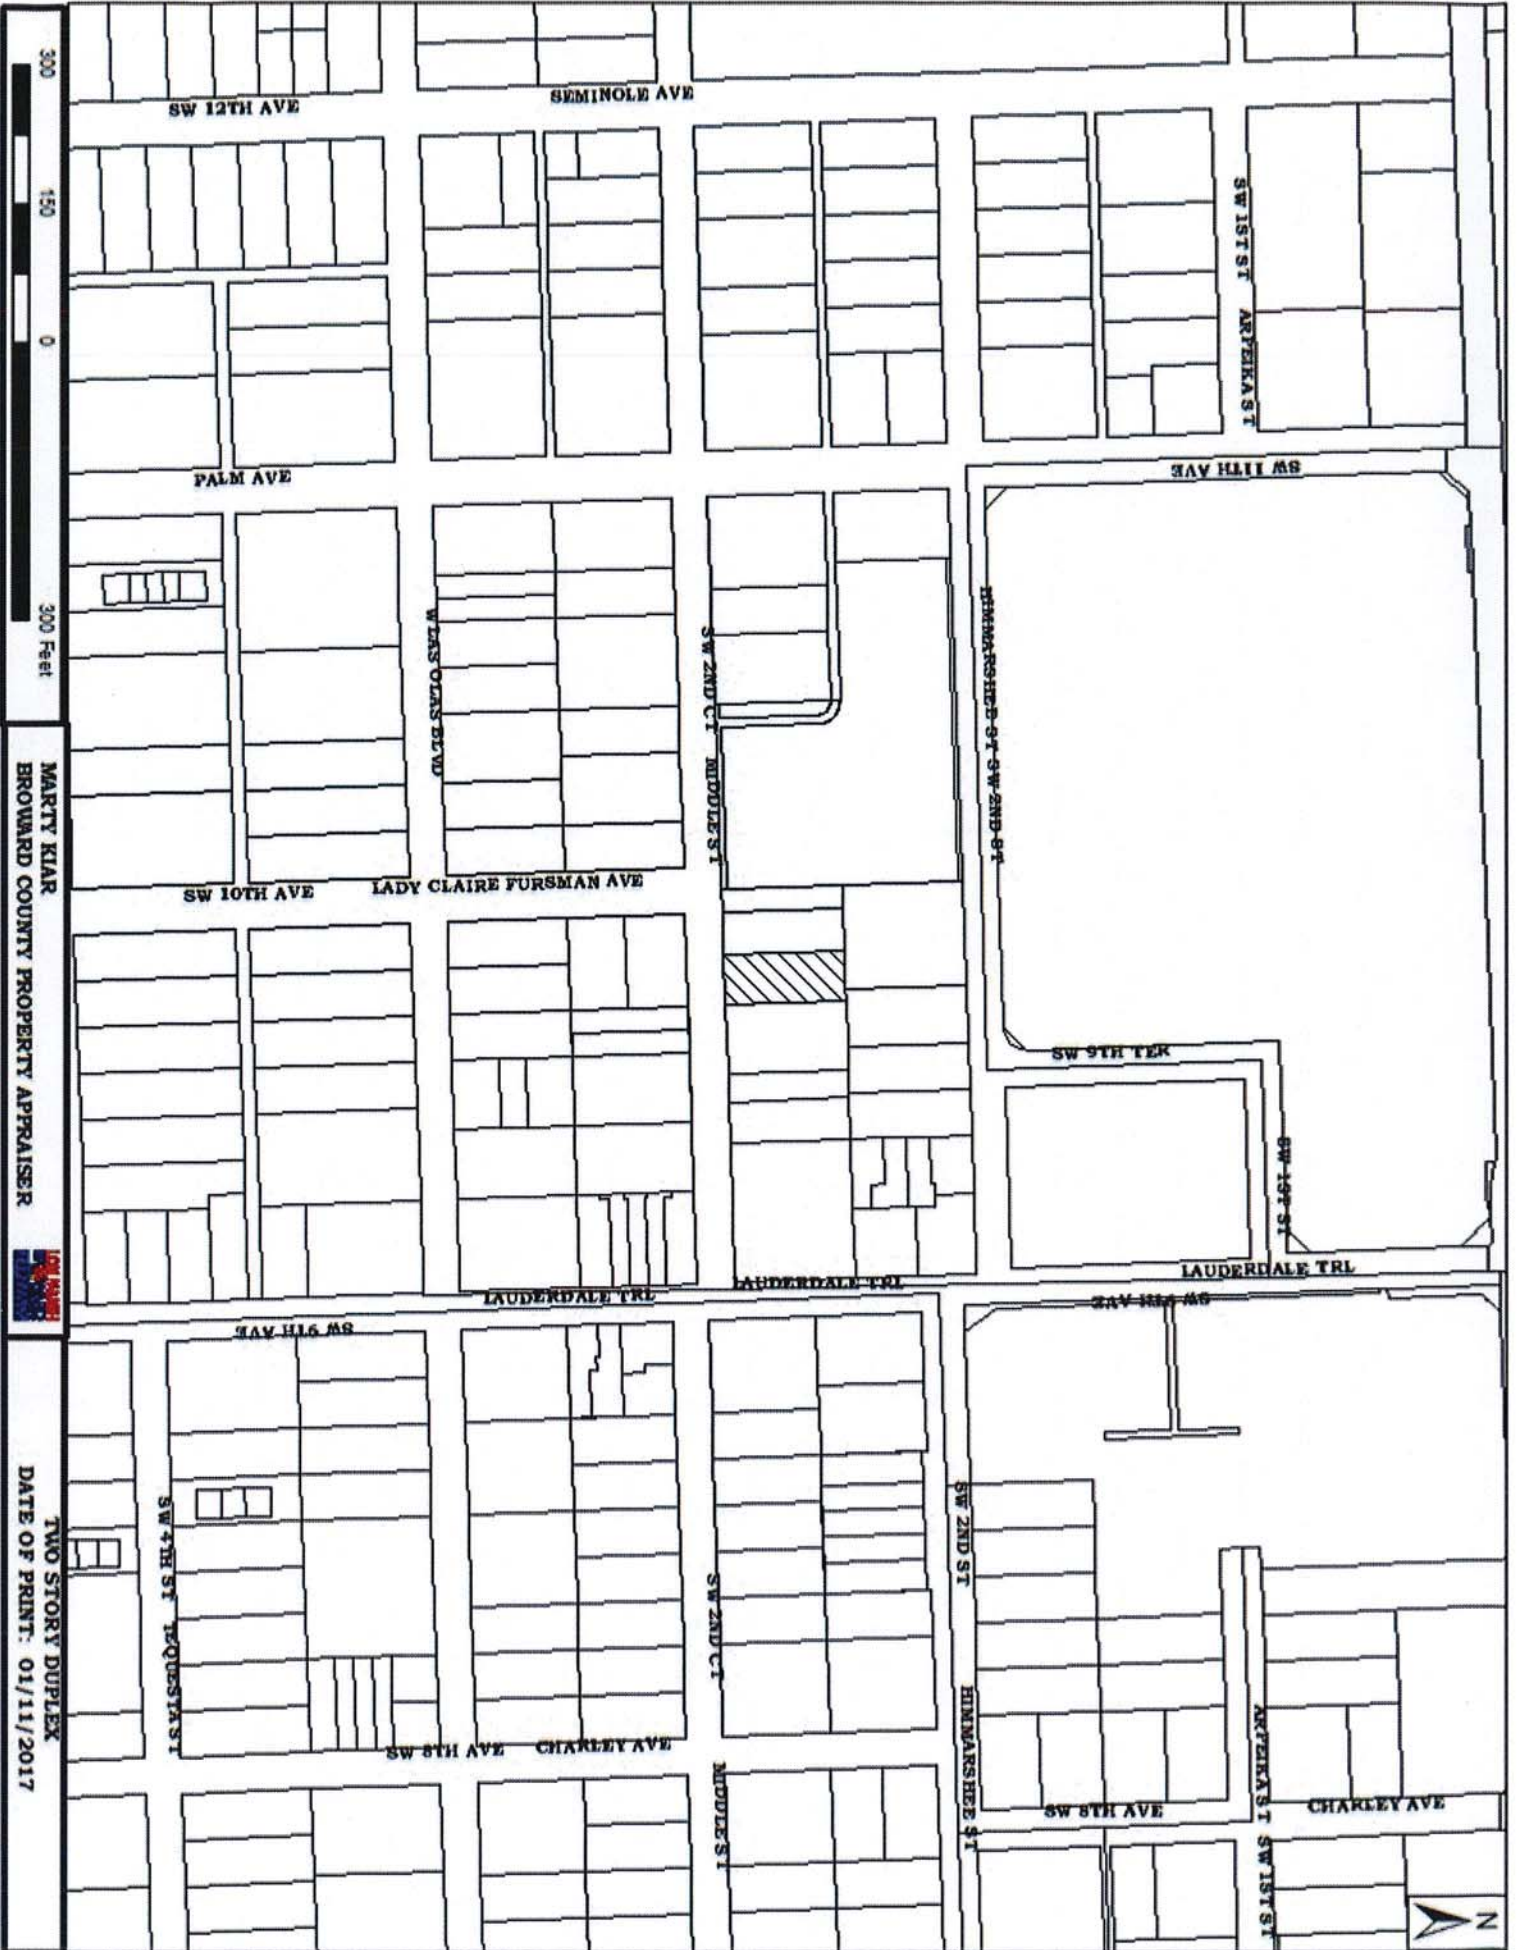 SW 12TH AVE
SEMINOLE AVE
SW 1ST ST
ARPEIKA ST
PALM AVE
SW 11TH AVE
HIMMARSHEE ST SW 2ND ST
W LAS OLAS BLVD
SW 2ND CT
MIDDLE ST
SW 10TH AVE
LADY CLAIRE FURSMAN AVE
SW 9TH TER
SW 1ST ST
LAUDERDALE TRL
LAUDERDALE TRL
LAUDERDALE TRL
SW 9TH AVE
SW 9TH AVE
SW 4TH ST
TEQUESTA ST
SW 2ND CT
SW 2ND ST
HIMMARSHEE ST
SW 8TH AVE
CHARLEY AVE
MIDDLE ST
SW 8TH AVE
CHARLEY AVE
ARPEIKA ST SW 1ST ST
N
300 150 0 300 Feet
MARTY KIAR
BROWARD COUNTY PROPERTY APPRAISER
TWO STORY DUPLEX
DATE OF PRINT: 01/11/2017